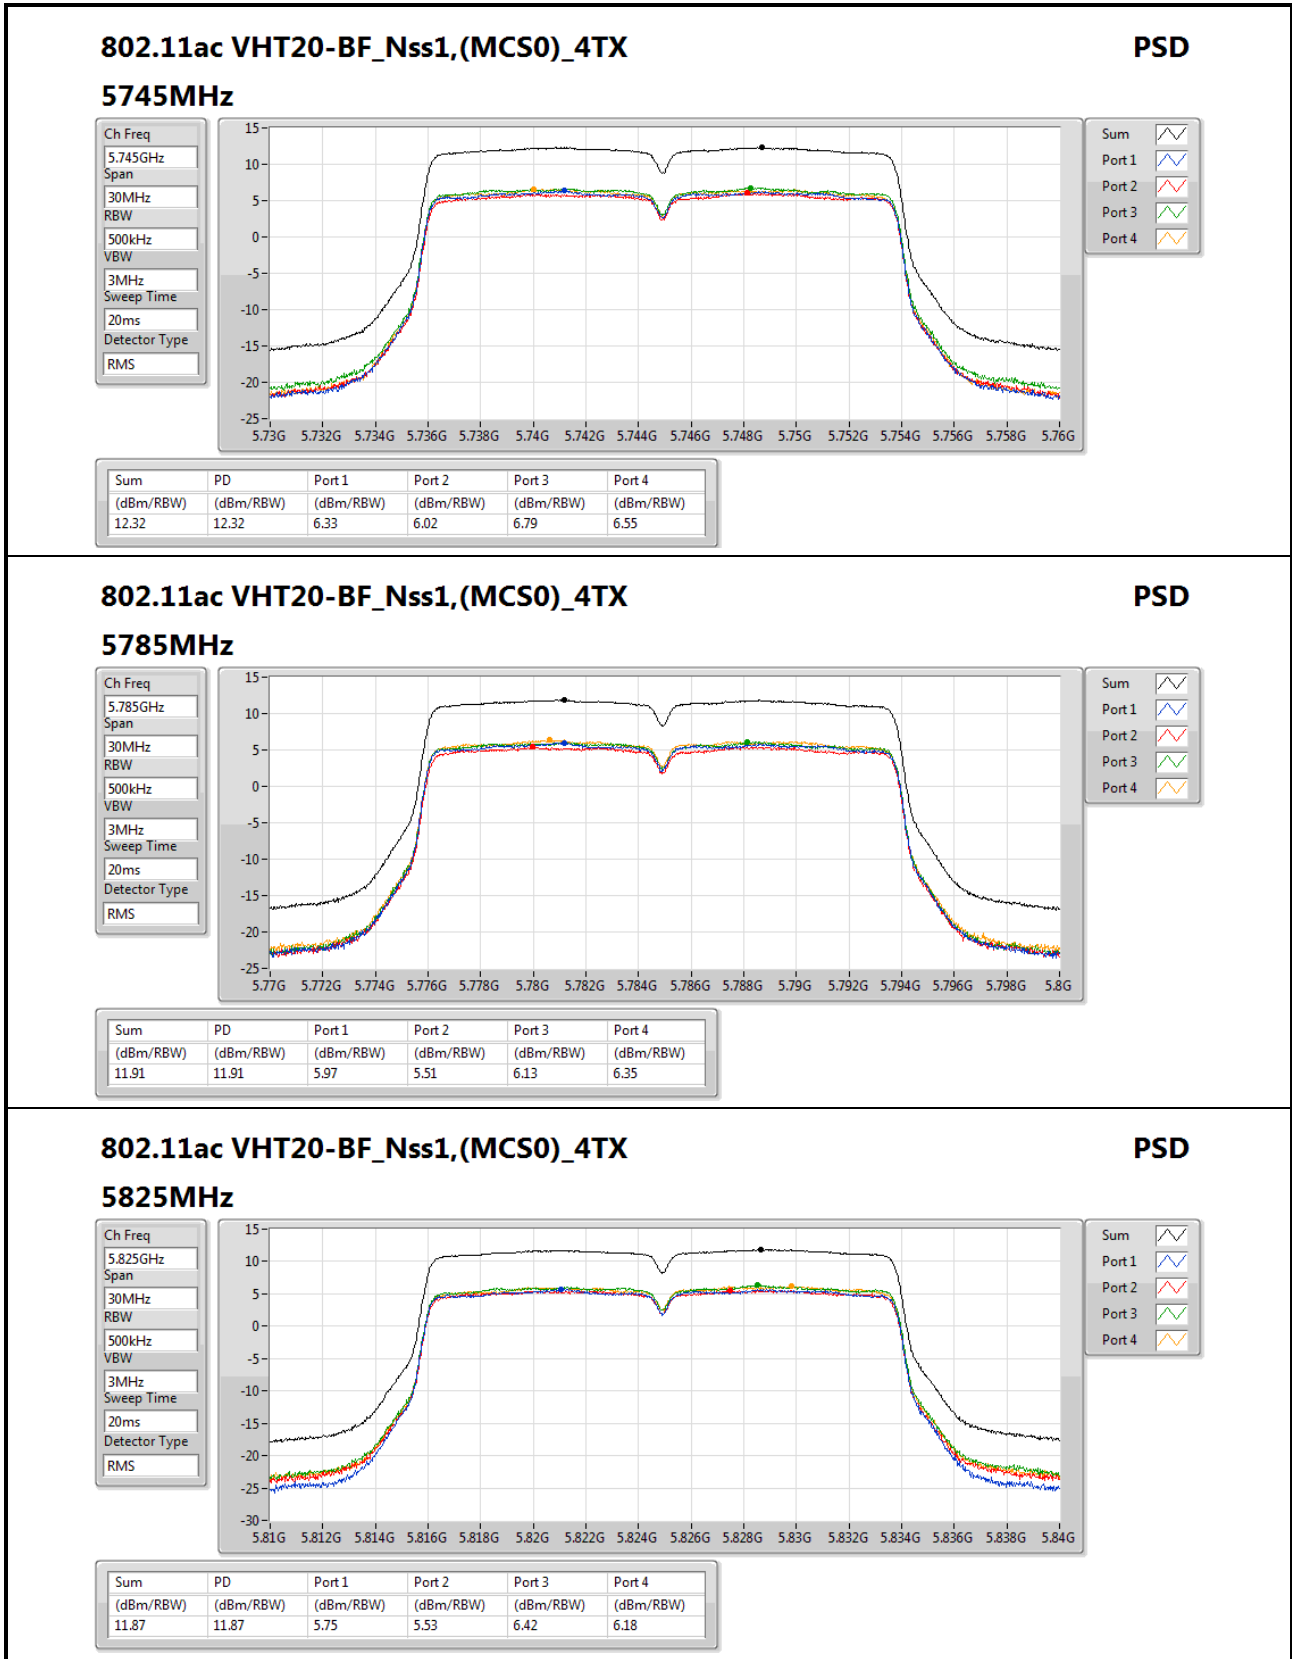 802.11ac VHT20-BF_Nss1,(MCS0)_4TX PSD
5745MHz
Ch Freq
5.745GHz
Span
30MHz
RBW
500kHz
VBW
3MHz
Sweep Time
20ms
Detector Type
RMS
15
10
5
0
-5
-10
-15
-20
-25
5.73G 5.732G 5.734G 5.736G 5.738G 5.74G 5.742G 5.744G 5.746G 5.748G 5.75G 5.752G 5.754G 5.756G 5.758G 5.76G
Sum
Port 1
Port 2
Port 3
Port 4
Sum PD Port 1 Port 2 Port 3 Port 4
(dBm/RBW) (dBm/RBW) (dBm/RBW) (dBm/RBW) (dBm/RBW) (dBm/RBW)
12.32 12.32 6.33 6.02 6.79 6.55
802.11ac VHT20-BF_Nss1,(MCS0)_4TX PSD
5785MHz
Ch Freq
5.785GHz
Span
30MHz
RBW
500kHz
VBW
3MHz
Sweep Time
20ms
Detector Type
RMS
15
10
5
0
-5
-10
-15
-20
-25
5.77G 5.772G 5.774G 5.776G 5.778G 5.78G 5.782G 5.784G 5.786G 5.788G 5.79G 5.792G 5.794G 5.796G 5.798G 5.8G
Sum
Port 1
Port 2
Port 3
Port 4
Sum PD Port 1 Port 2 Port 3 Port 4
(dBm/RBW) (dBm/RBW) (dBm/RBW) (dBm/RBW) (dBm/RBW) (dBm/RBW)
11.91 11.91 5.97 5.51 6.13 6.35
802.11ac VHT20-BF_Nss1,(MCS0)_4TX PSD
5825MHz
Ch Freq
5.825GHz
Span
30MHz
RBW
500kHz
VBW
3MHz
Sweep Time
20ms
Detector Type
RMS
15
10
5
0
-5
-10
-15
-20
-25
-30
5.81G 5.812G 5.814G 5.816G 5.818G 5.82G 5.822G 5.824G 5.826G 5.828G 5.83G 5.832G 5.834G 5.836G 5.838G 5.84G
Sum
Port 1
Port 2
Port 3
Port 4
Sum PD Port 1 Port 2 Port 3 Port 4
(dBm/RBW) (dBm/RBW) (dBm/RBW) (dBm/RBW) (dBm/RBW) (dBm/RBW)
11.87 11.87 5.75 5.53 6.42 6.18